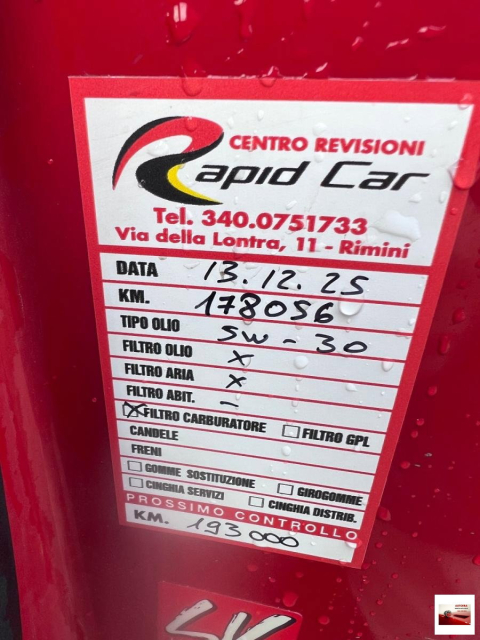 CENTRO REVISIONI
Rapid Car
Tel. 340.0751733
Via della Lontra, 11 - Rimini
DATA 13.12.25
KM. 178056
TIPO OLIO 5W-30
FILTRO OLIO x
FILTRO ARIA x
FILTRO ABIT. -
☒ FILTRO CARBURATORE ☐ FILTRO GPL
CANDELE
FRENI
☐ GOMME SOSTITUZIONE ☐ GIROGOMME
☐ CINGHIA SERVIZI ☐ CINGHIA DISTRIB.
PROSSIMO CONTROLLO
KM. 193000